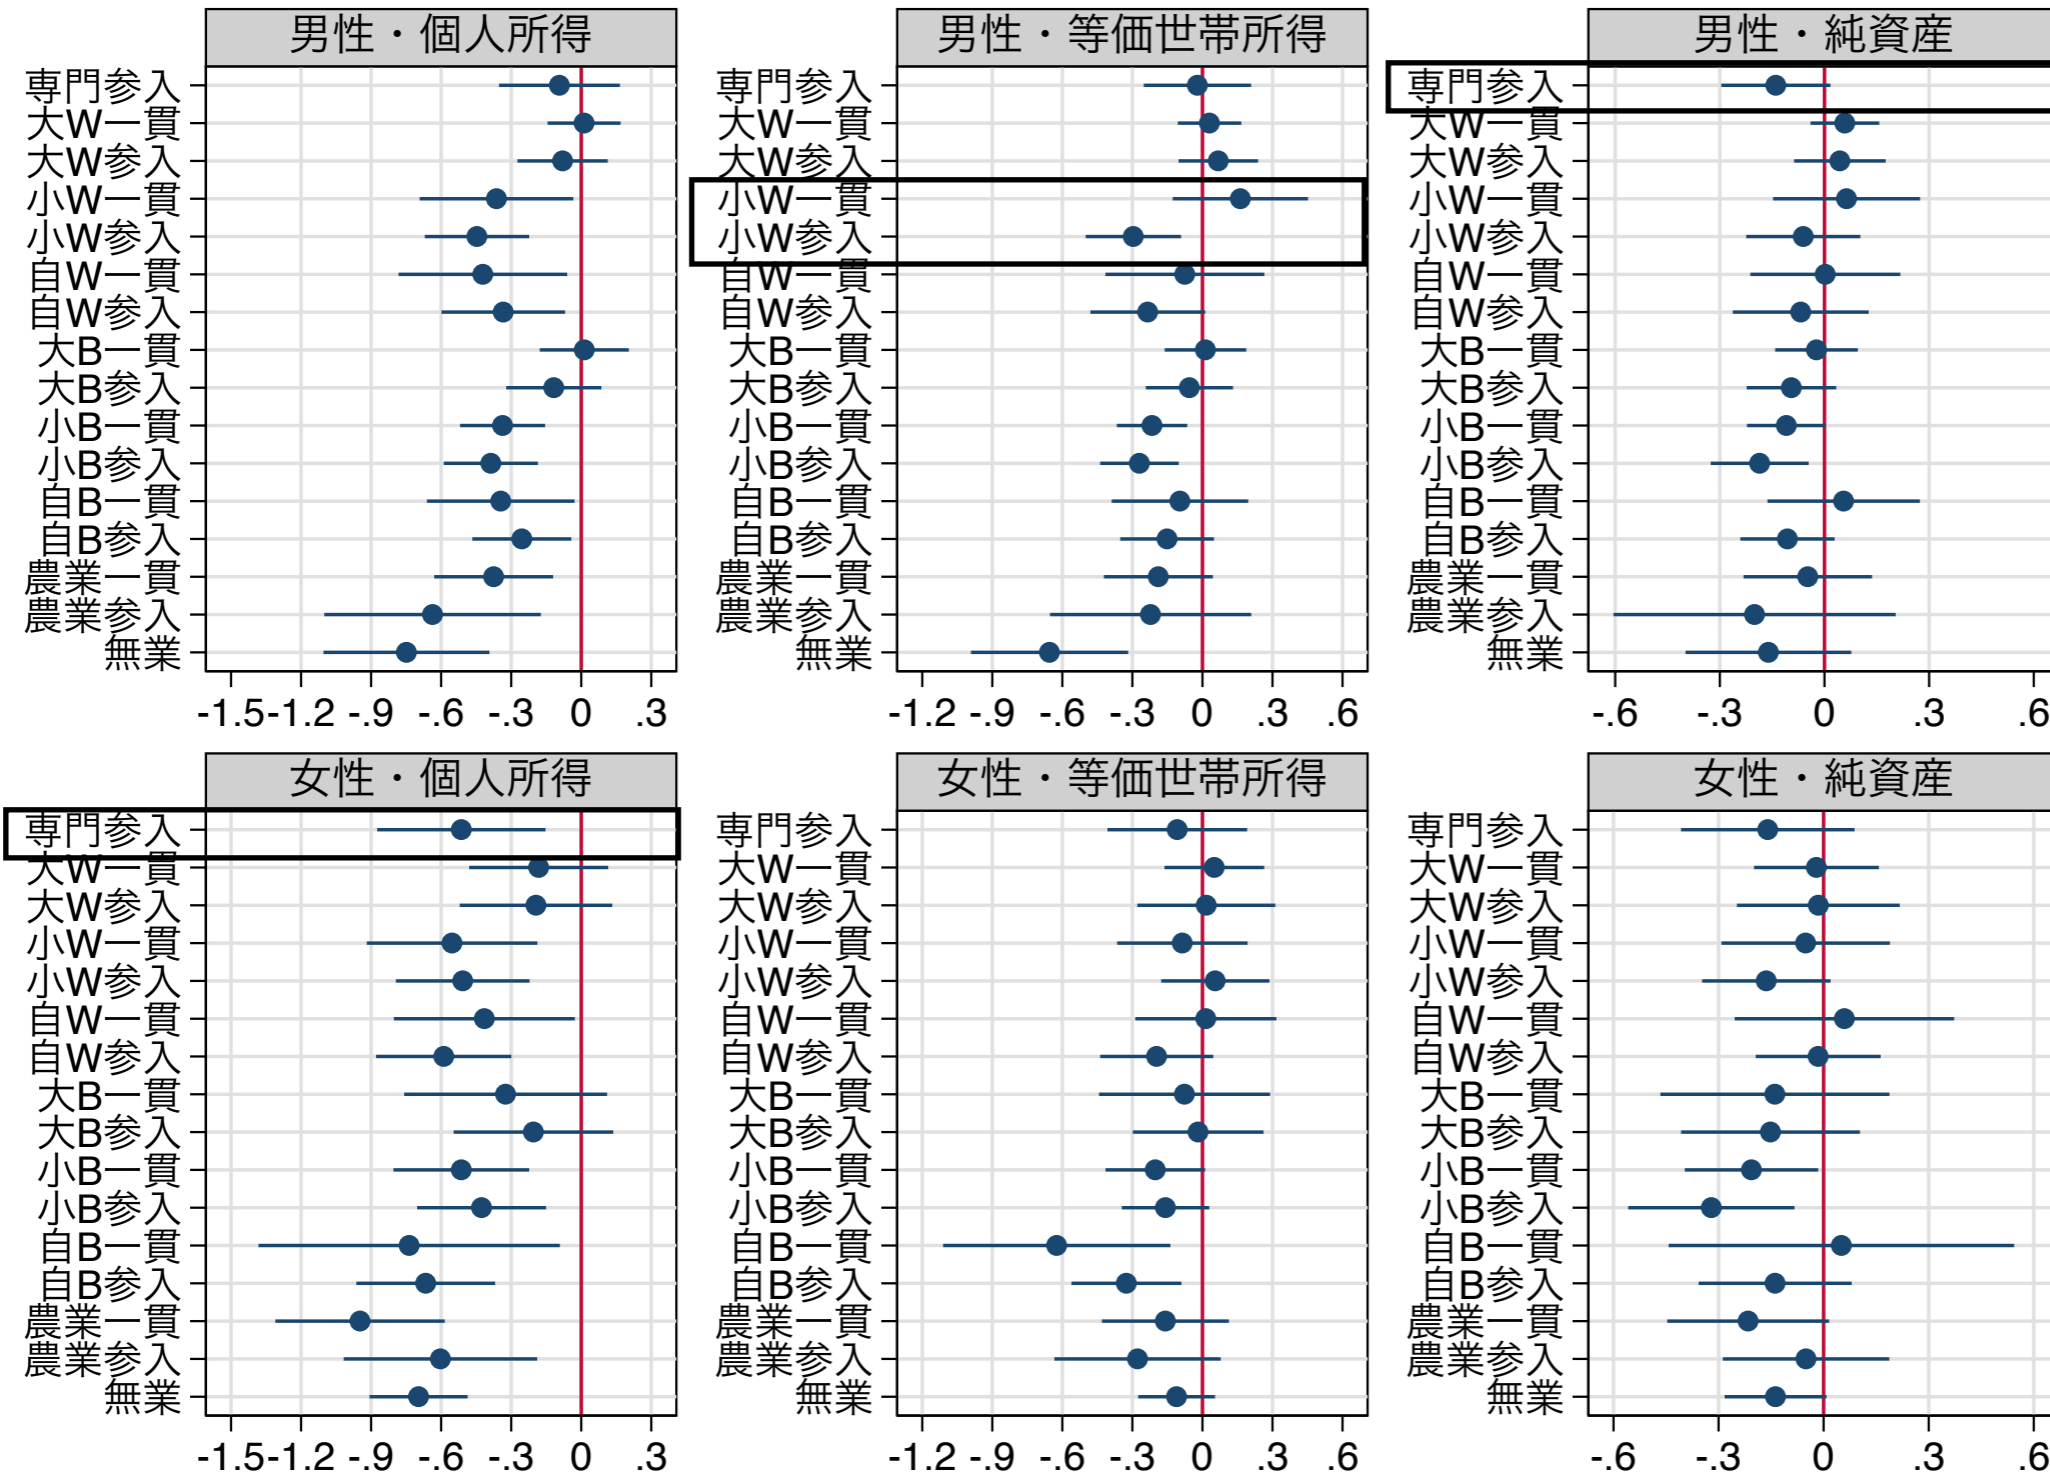 男性・個人所得
専門参入
大W一貫
大W参入
小W一貫
小W参入
自W一貫
自W参入
大B一貫
大B参入
小B一貫
小B参入
自B一貫
自B参入
農業一貫
農業参入
無業
-1.5 -1.2 -.9 -.6 -.3 0 .3
男性・等価世帯所得
専門参入
大W一貫
大W参入
小W一貫
小W参入
自W一貫
自W参入
大B一貫
大B参入
小B一貫
小B参入
自B一貫
自B参入
農業一貫
農業参入
無業
-1.2 -.9 -.6 -.3 0 .3 .6
男性・純資産
専門参入
大W一貫
大W参入
小W一貫
小W参入
自W一貫
自W参入
大B一貫
大B参入
小B一貫
小B参入
自B一貫
自B参入
農業一貫
農業参入
無業
-.6 -.3 0 .3 .6
女性・個人所得
専門参入
大W一貫
大W参入
小W一貫
小W参入
自W一貫
自W参入
大B一貫
大B参入
小B一貫
小B参入
自B一貫
自B参入
農業一貫
農業参入
無業
-1.5 -1.2 -.9 -.6 -.3 0 .3
女性・等価世帯所得
専門参入
大W一貫
大W参入
小W一貫
小W参入
自W一貫
自W参入
大B一貫
大B参入
小B一貫
小B参入
自B一貫
自B参入
農業一貫
農業参入
無業
-1.2 -.9 -.6 -.3 0 .3 .6
女性・純資産
専門参入
大W一貫
大W参入
小W一貫
小W参入
自W一貫
自W参入
大B一貫
大B参入
小B一貫
小B参入
自B一貫
自B参入
農業一貫
農業参入
無業
-.6 -.3 0 .3 .6